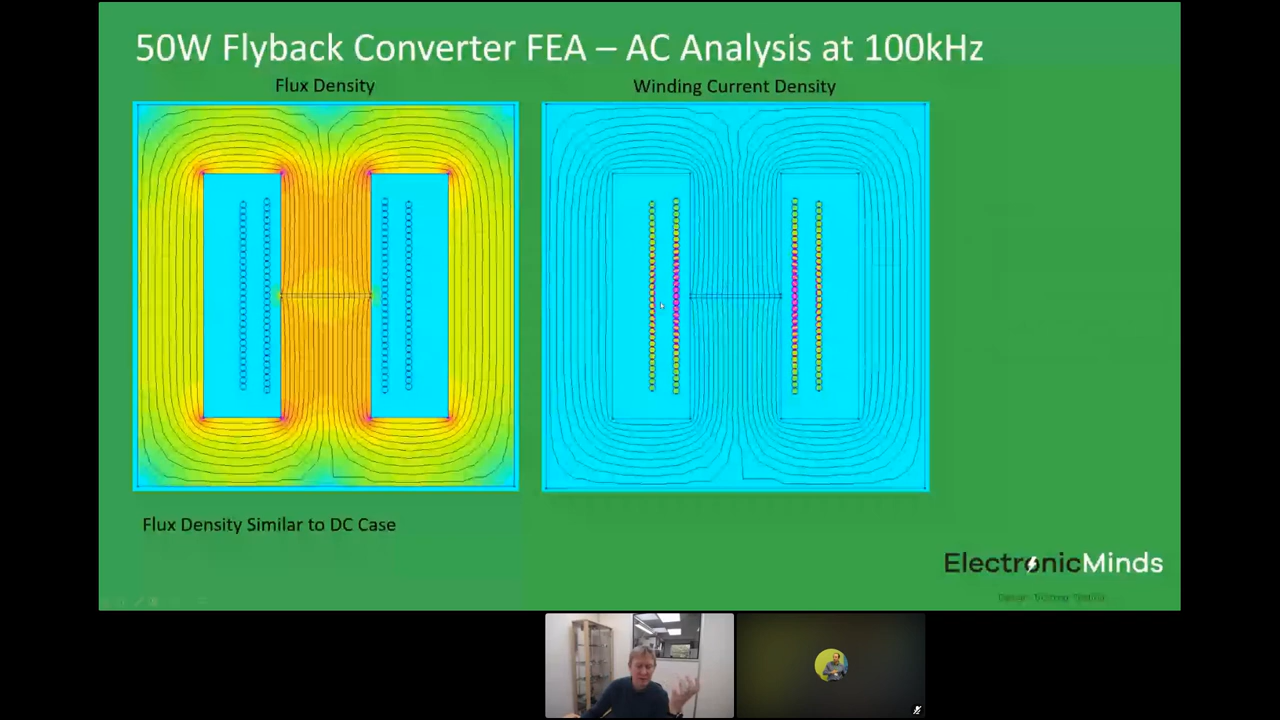 50W Flyback Converter FEA – AC Analysis at 100kHz
Flux Density
Winding Current Density
Flux Density Similar to DC Case
ElectronicMinds